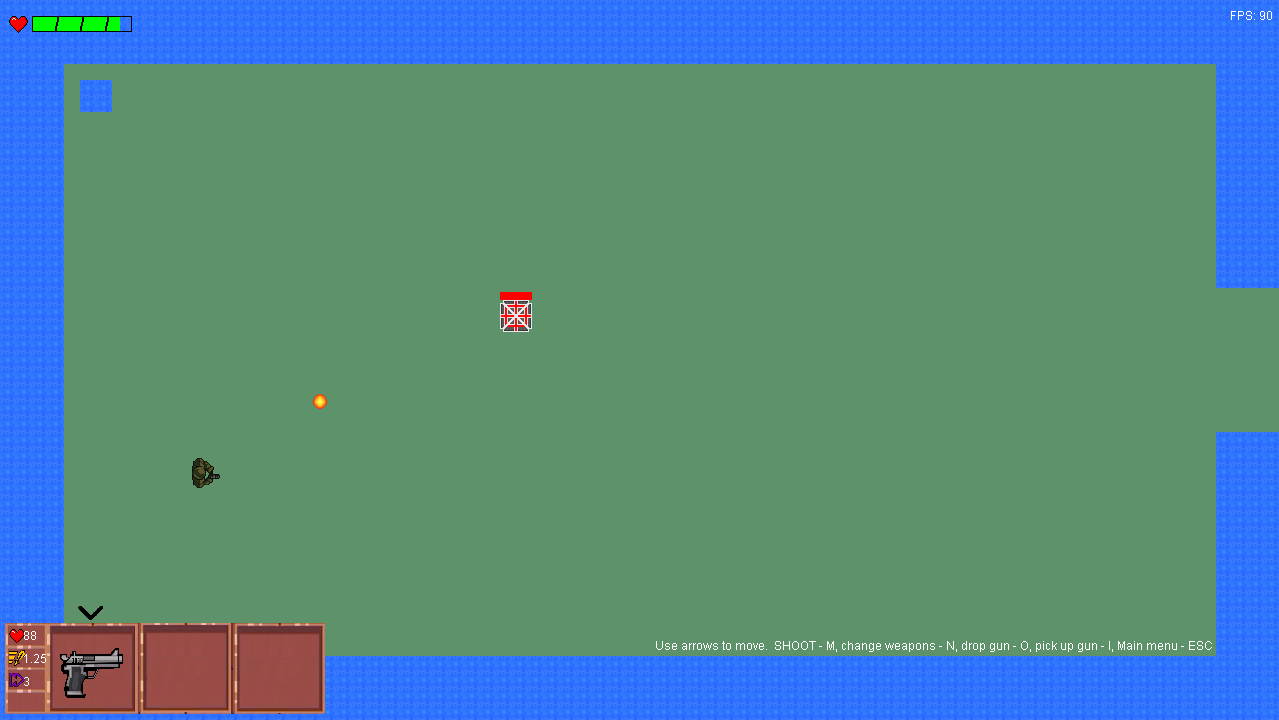 FPS: 90
88
1.25
3
Use arrows to move.  SHOOT - M, change weapons - N, drop gun - O, pick up gun - I, Main menu - ESC